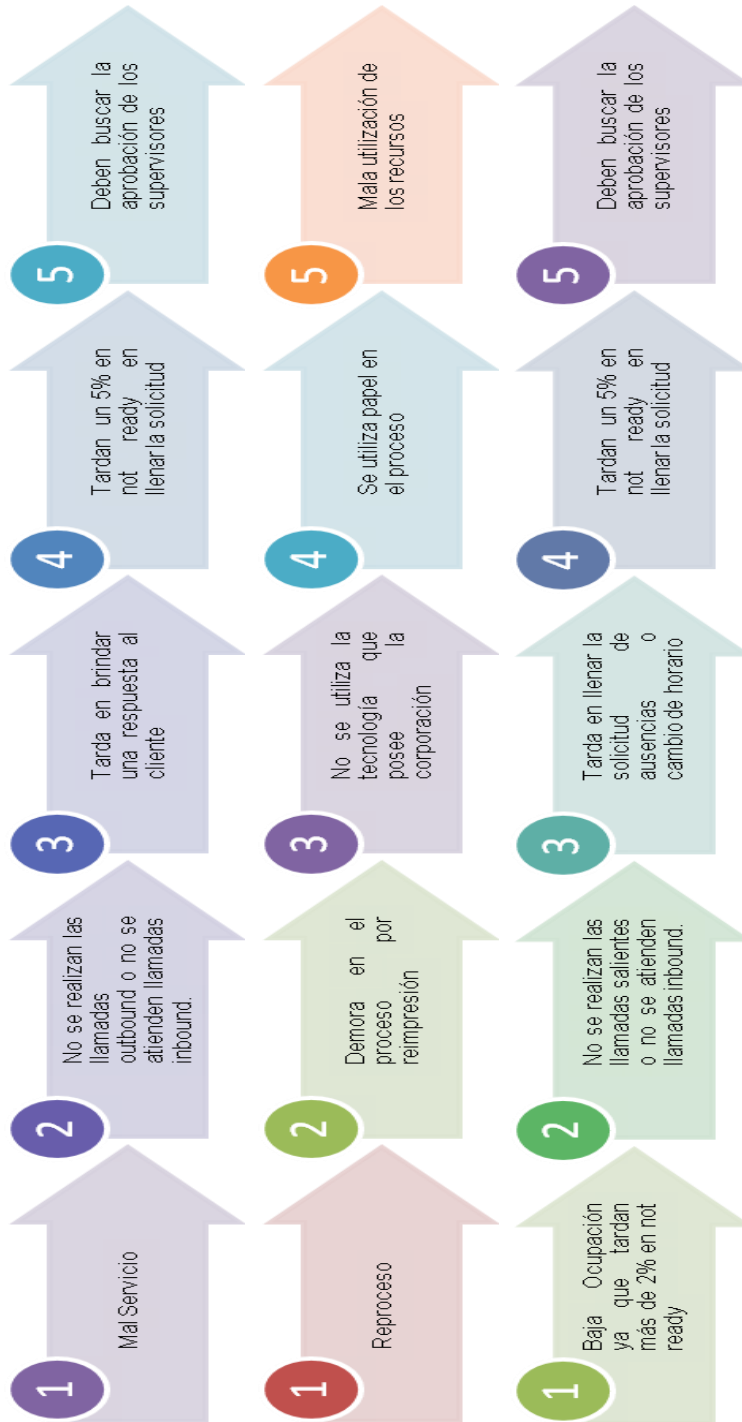 1
Mal Servicio
2
No se realizan las
llamadas
outbound o no se
atienden llamadas
inbound.
3
Tarda en brindar
una respuesta al
cliente
4
Tardan un 5% en
not ready en
llenar la solicitud
5
Deben buscar la
aprobación de los
supervisores
1
Reproceso
2
Demora en el
proceso por
reimpresión
3
No se utiliza la
tecnología que
posee la
corporación
4
Se utiliza papel en
el proceso
5
Mala utilización de
los recursos
1
Baja Ocupación
ya que tardan
más de 2% en not
ready
2
No se realizan las
llamadas salientes
o no se atienden
llamadas inbound.
3
Tarda en llenar la
solicitud de
ausencias o
cambio de horario
4
Tardan un 5% en
not ready en
llenar la solicitud
5
Deben buscar la
aprobación de los
supervisores